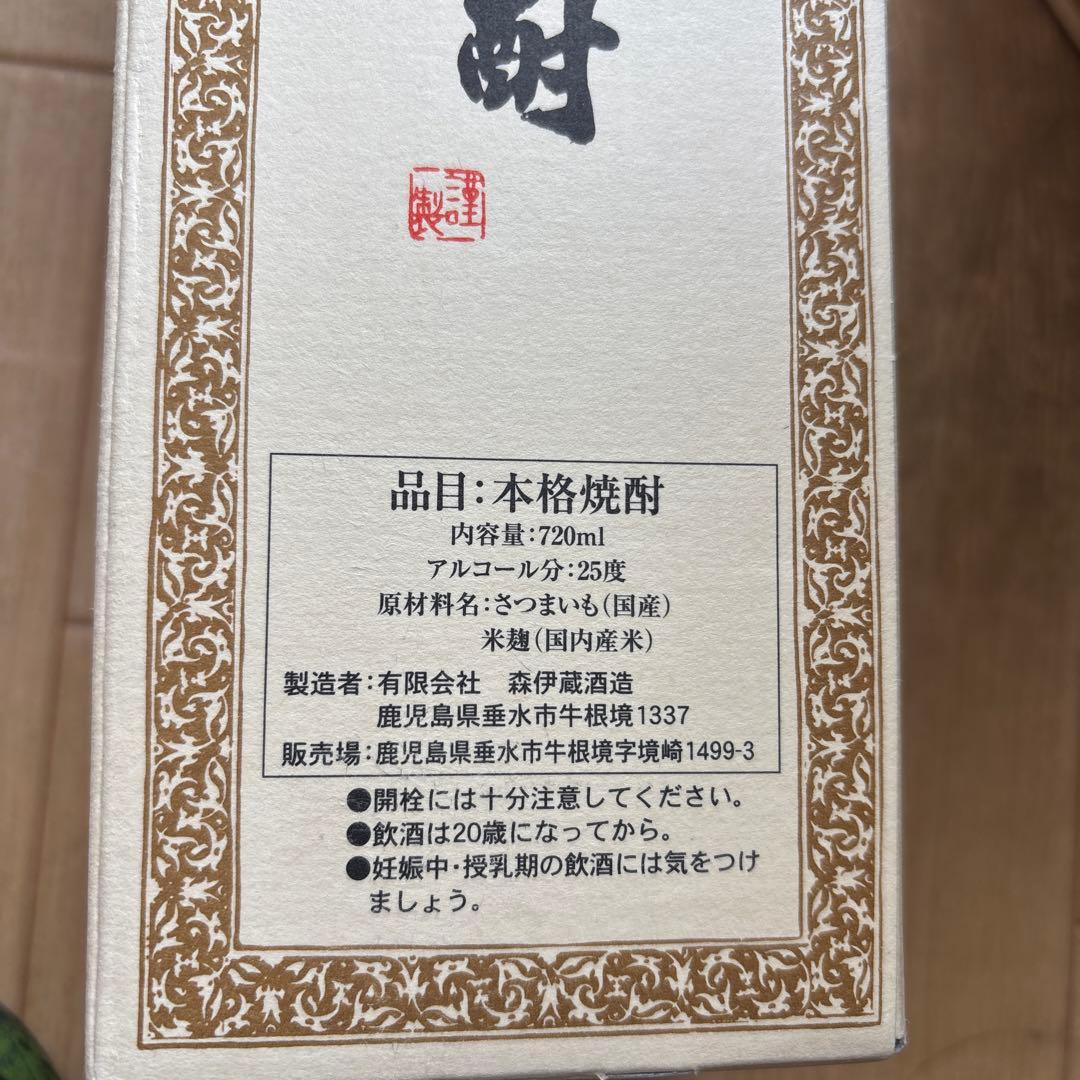 酎
謹製
品目：本格焼酎
内容量：720ml
アルコール分：25度
原材料名：さつまいも（国産）
米麹（国内産米）
製造者：有限会社　森伊蔵酒造
鹿児島県垂水市牛根境1337
販売場：鹿児島県垂水市牛根境字境崎1499-3
●開栓には十分注意してください。
●飲酒は20歳になってから。
●妊娠中・授乳期の飲酒には気をつけ
ましょう。